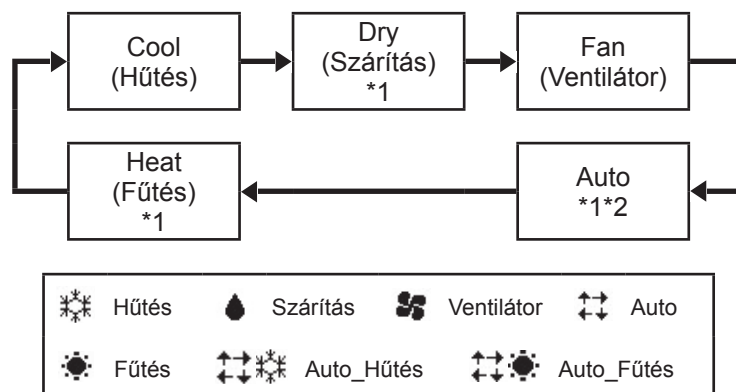 Cool
(Hűtés)
Dry
(Szárítás)
*1
Fan
(Ventilátor)
Heat
(Fűtés)
*1
Auto
*1*2
Hűtés
Szárítás
Ventilátor
Auto
Fűtés
Auto_Hűtés
Auto_Fűtés